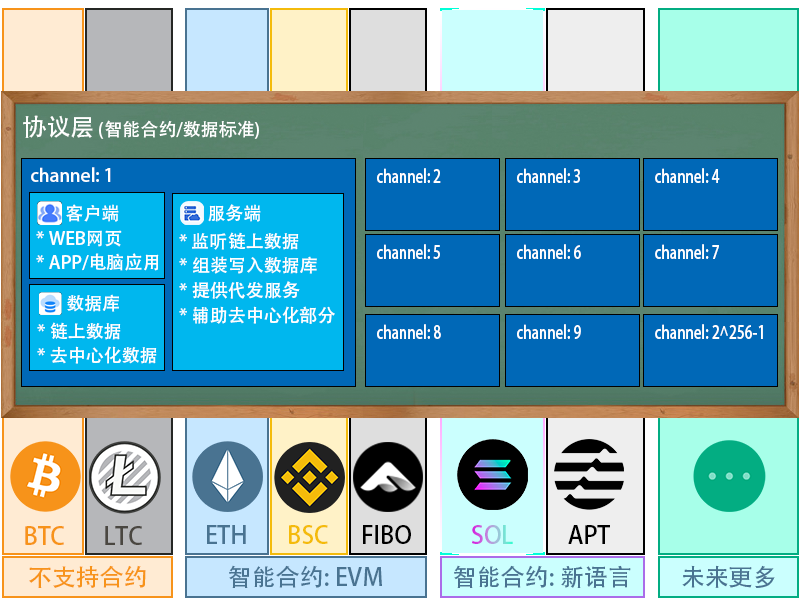 协议层 (智能合约/数据标准)
channel: 1
客户端
* WEB网页
* APP/电脑应用
数据库
* 链上数据
* 去中心化数据
服务端
* 监听链上数据
* 组装写入数据库
* 提供代发服务
* 辅助去中心化部分
channel: 2
channel: 3
channel: 4
channel: 5
channel: 6
channel: 7
channel: 8
channel: 9
channel: 2^256-1
BTC
LTC
ETH
BSC
FIBO
SOL
APT
不支持合约
智能合约: EVM
智能合约: 新语言
未来更多